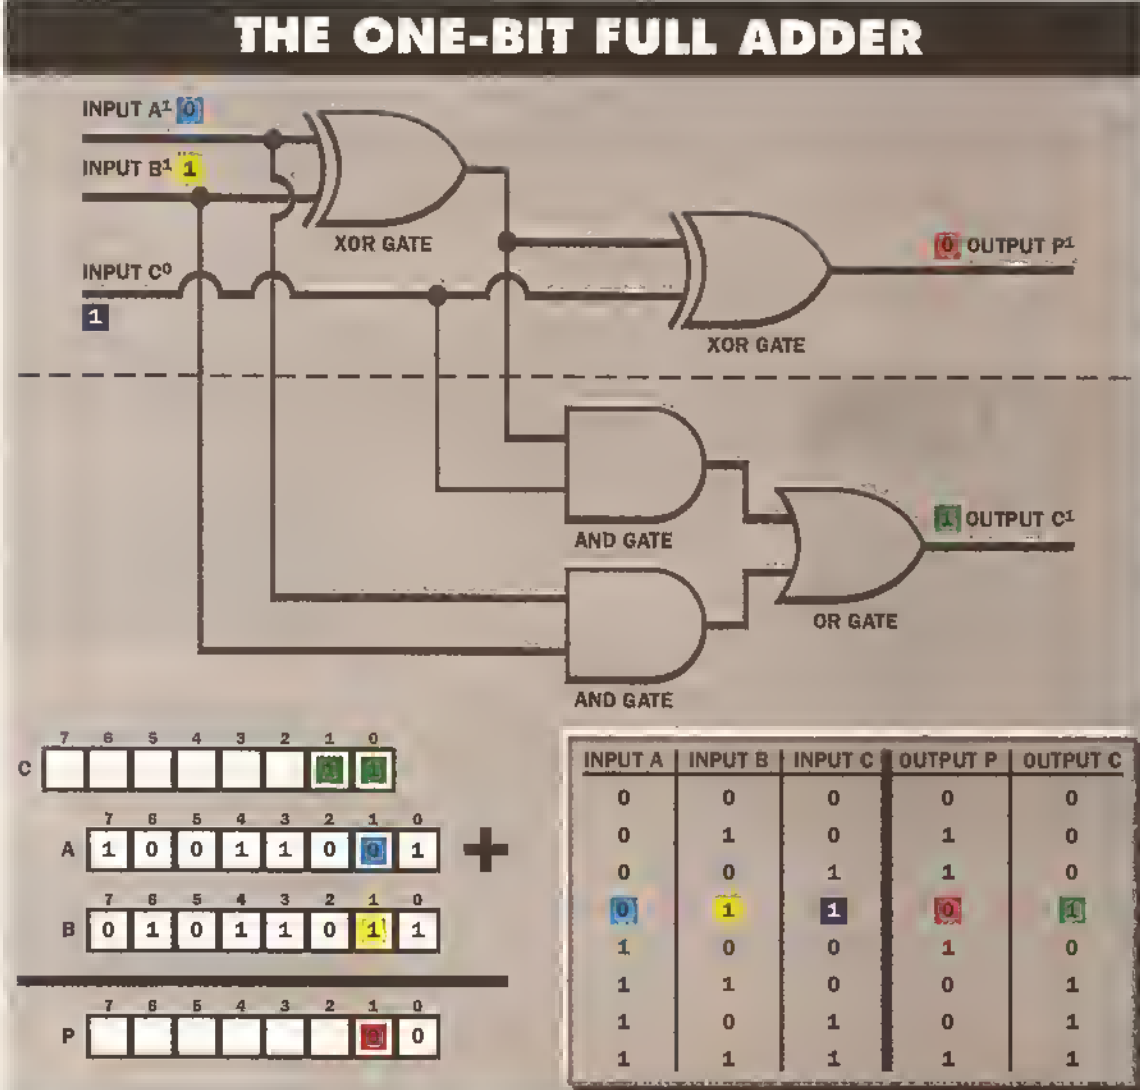 THE ONE-BIT FULL ADDER
INPUT A¹ 0
INPUT B¹ 1
XOR GATE
INPUT C⁰
1
0 OUTPUT P¹
XOR GATE
AND GATE
1 OUTPUT C¹
OR GATE
AND GATE
7 6 5 4 3 2 1 0
C 1 1
7 6 5 4 3 2 1 0
A 1 0 0 1 1 0 0 1 +
7 6 5 4 3 2 1 0
B 0 1 0 1 1 0 1 1
7 6 5 4 3 2 1 0
P 0 0
INPUT A INPUT B INPUT C OUTPUT P OUTPUT C
0 0 0 0 0
0 1 0 1 0
0 0 1 1 0
0 1 1 0 1
1 0 0 1 0
1 1 0 0 1
1 0 1 0 1
1 1 1 1 1